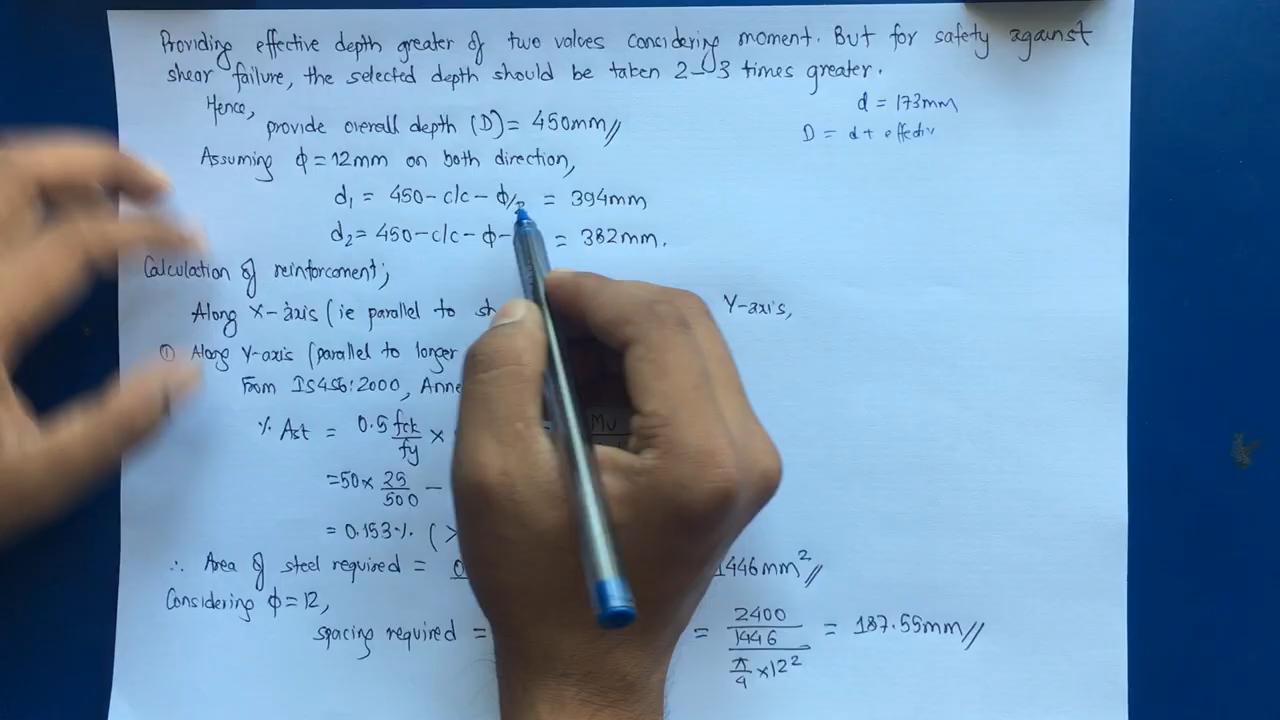 Providing effective depth greater of two values considering moment. But for safety against
shear failure, the selected depth should be taken 2-3 times greater.
Hence,
provide overall depth (D) = 450mm//
d = 173mm
D = d + effectiv
Assuming ϕ = 12mm on both direction,
d₁ = 450 - c/c - ϕ/2 = 394mm
d₂ = 450 - c/c - ϕ - = 382mm.
Calculation of reinforcement;
Along X-axis (ie parallel to sh Y-axis,
① Along Y-axis (parallel to longer
From IS456:2000, Anne
% Ast = 0.5 fck/fy × Mu
= 50 × 25/500 -
= 0.153% (>
∴ Area of steel required = 0 1446mm²//
Considering ϕ = 12,
spacing required = = 2400/(1446/(π/4 × 12²)) = 187.55mm//